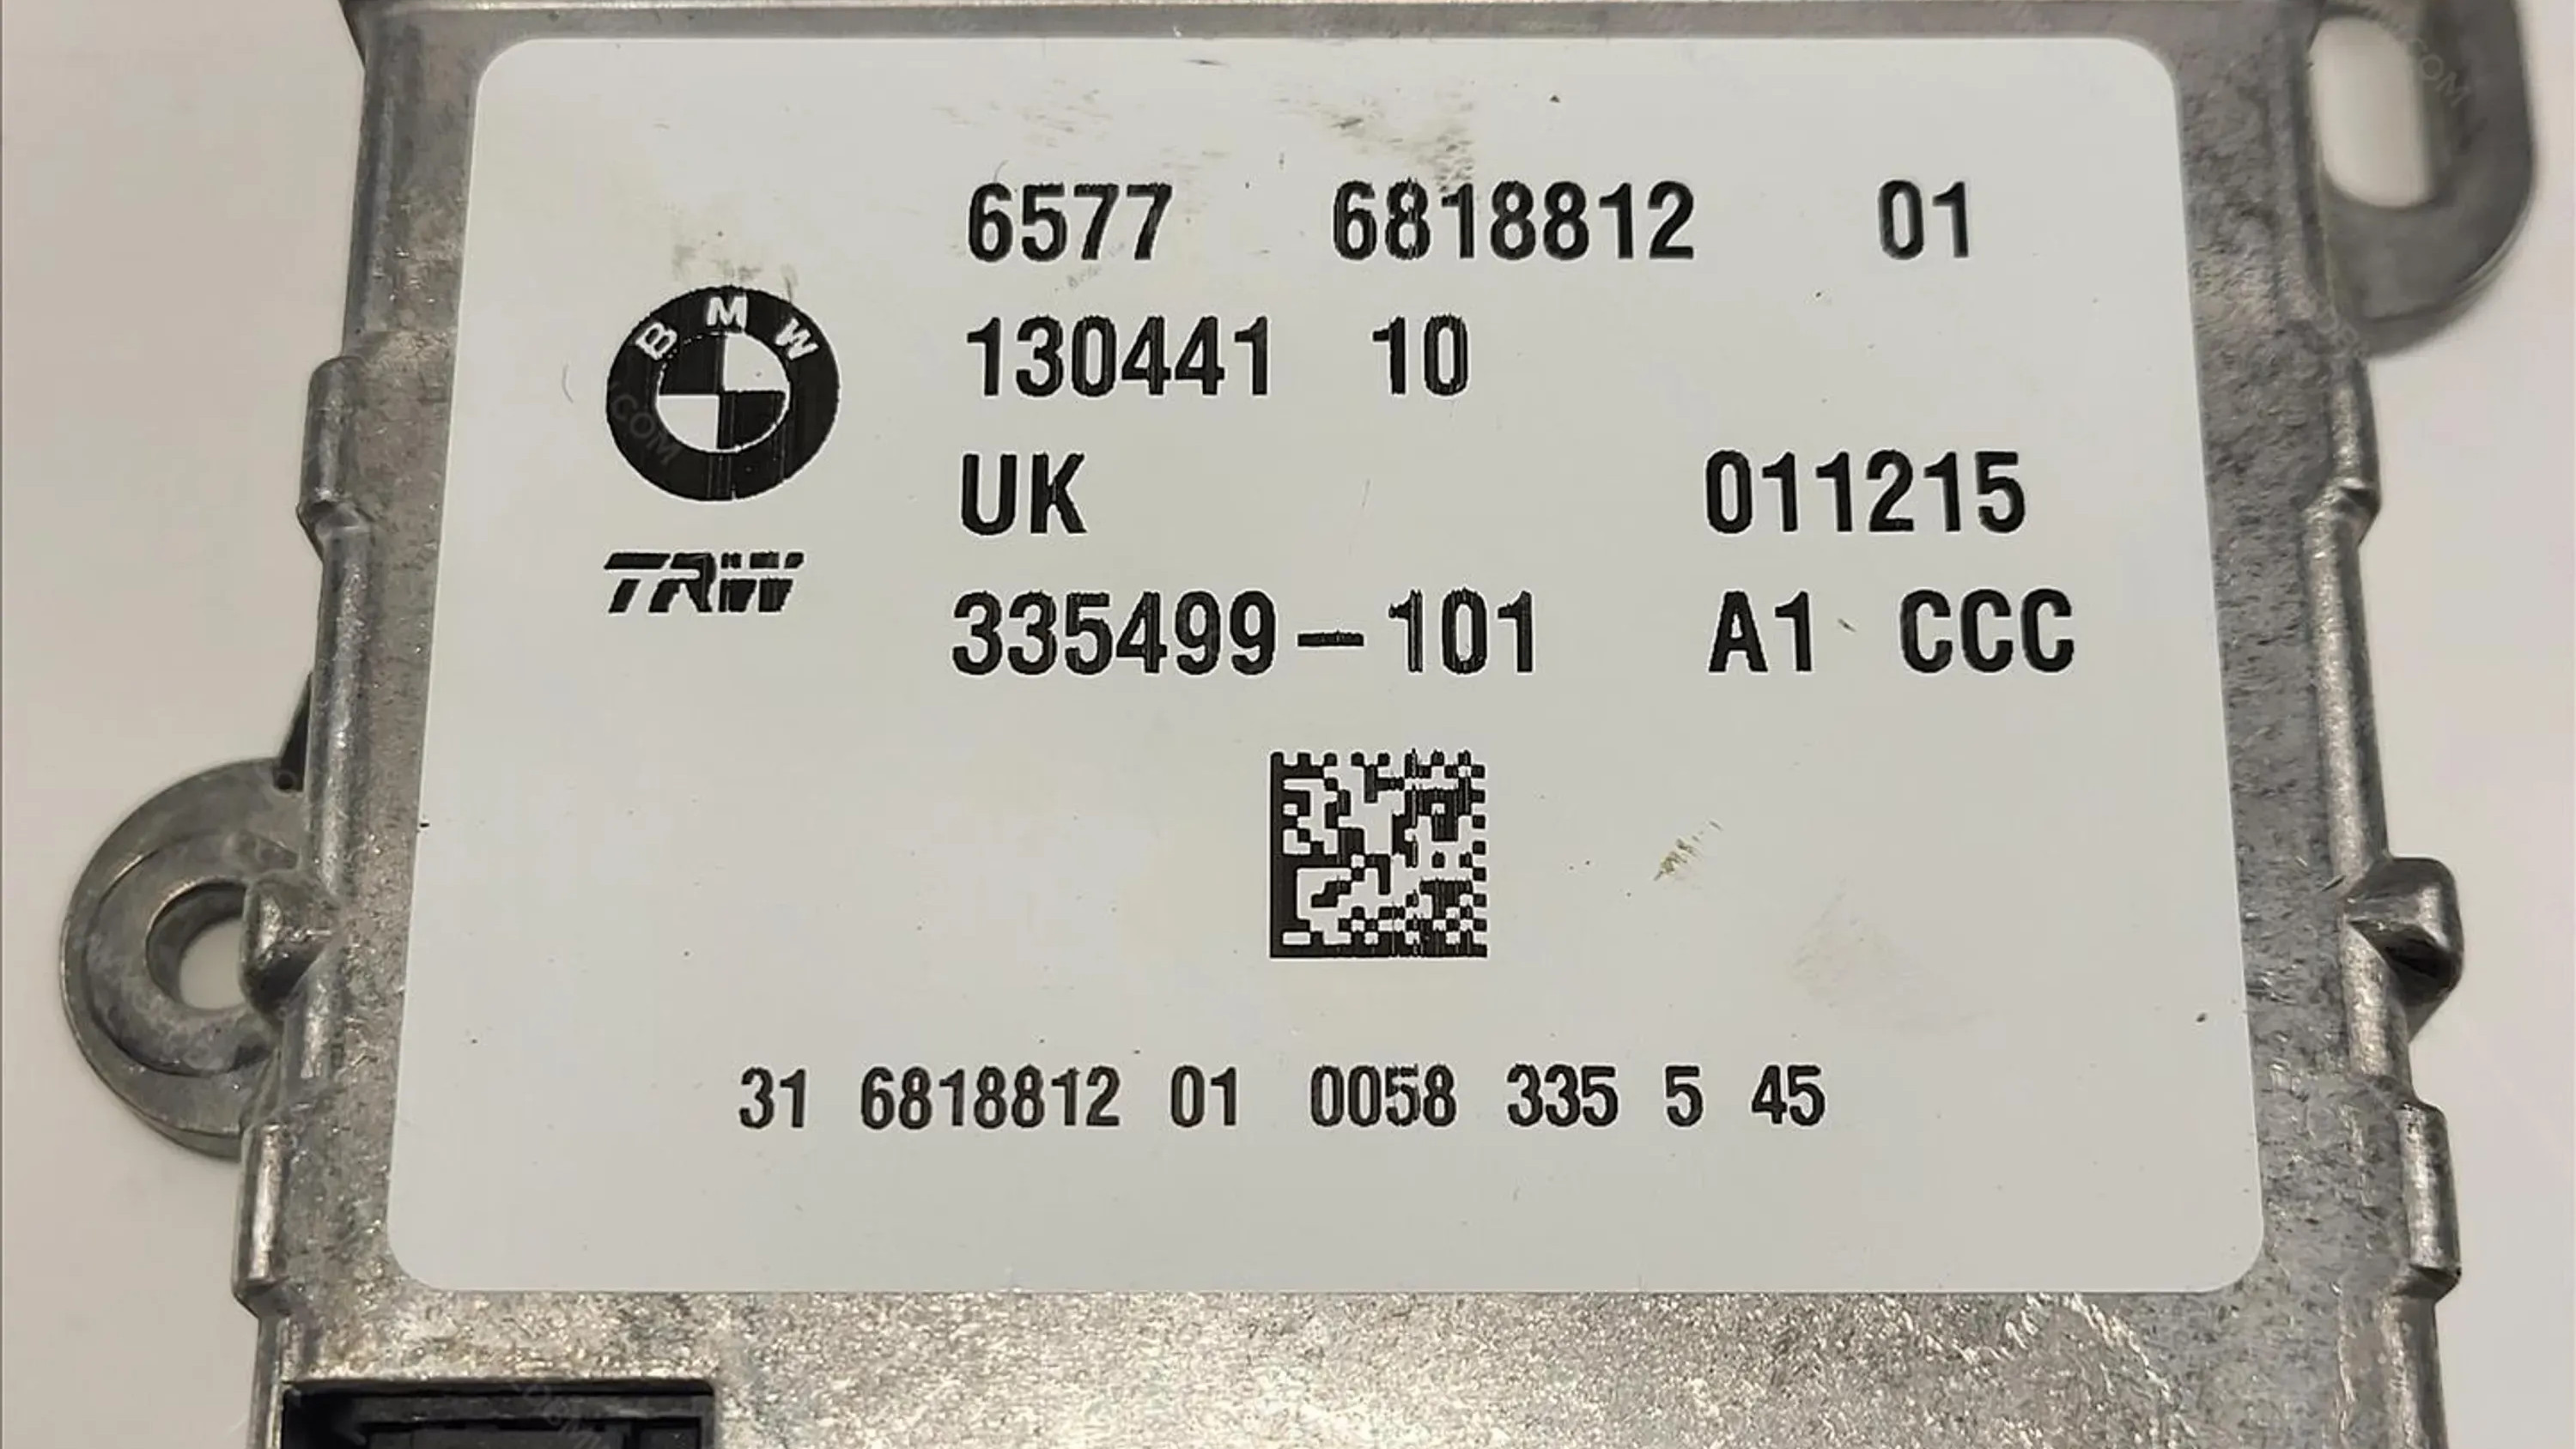 6577 6818812 01
BMW
130441 10
UK 011215
TRW
335499-101 A1 CCC
31 6818812 01 0058 335 5 45